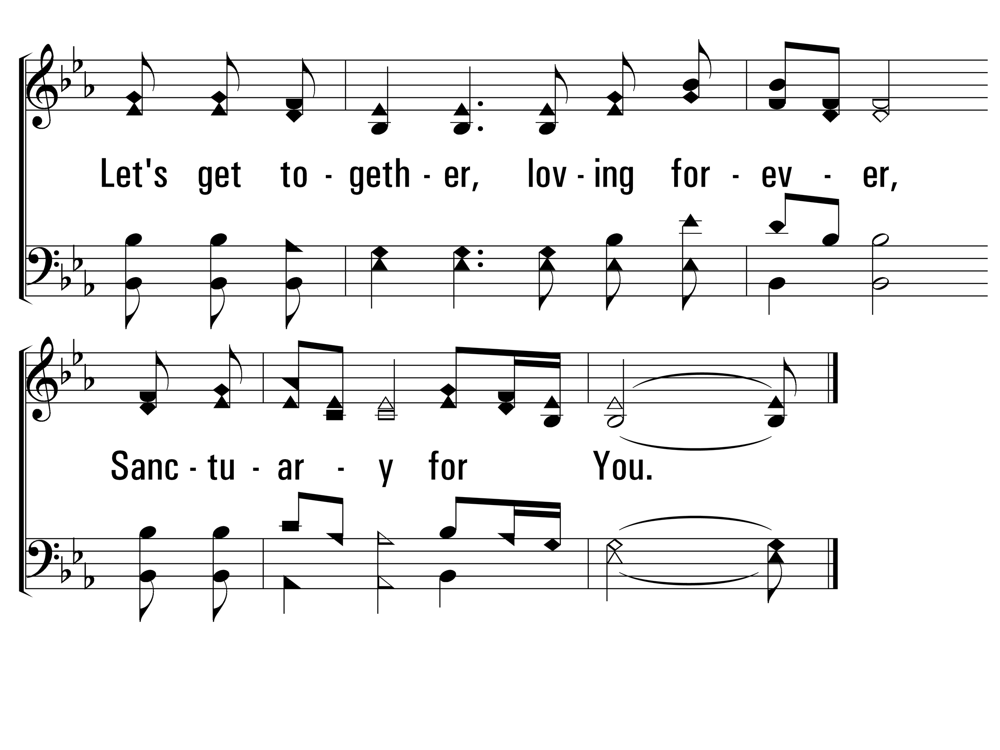 Let's get to - geth - er, lov - ing for - ev - er,
Sanc - tu - ar - y for You.